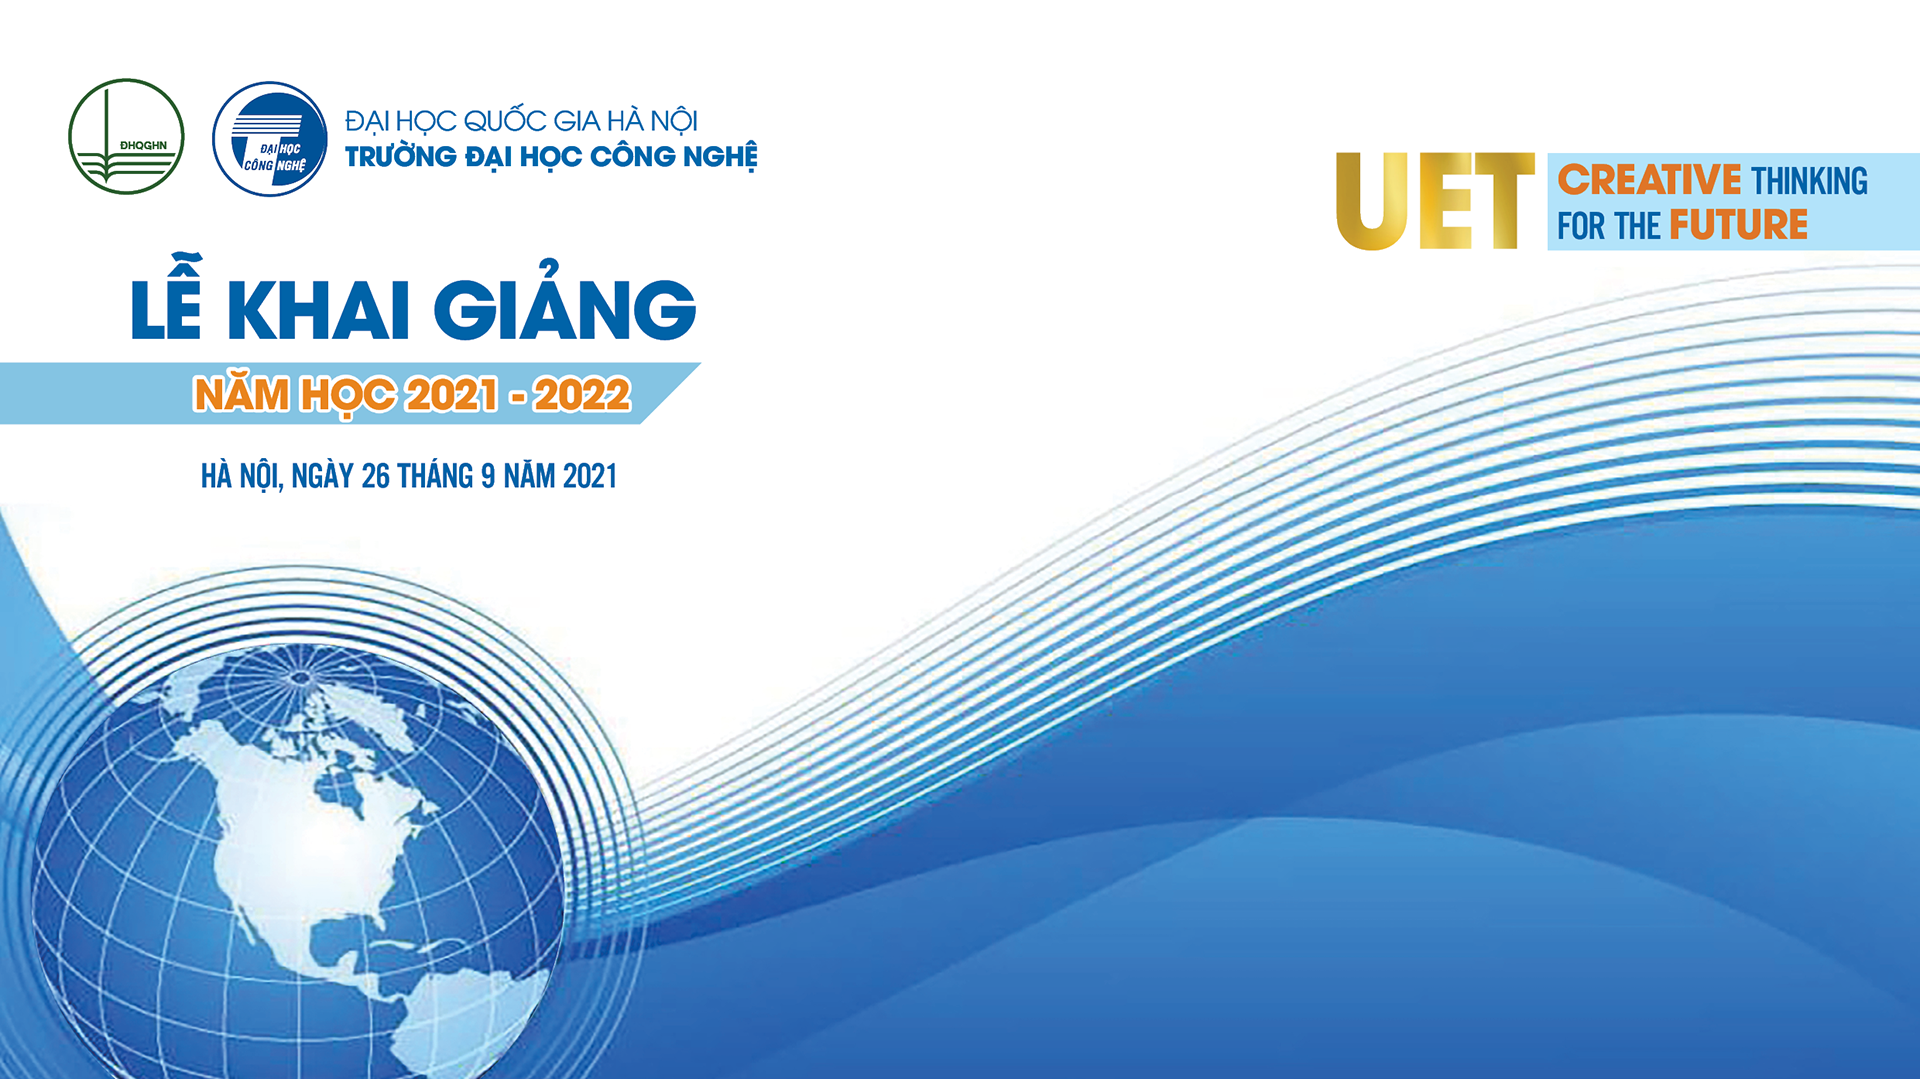 ĐHQGHN
ĐẠI HỌC
CÔNG NGHỆ
ĐẠI HỌC QUỐC GIA HÀ NỘI
TRƯỜNG ĐẠI HỌC CÔNG NGHỆ
UET
CREATIVE THINKING
FOR THE FUTURE
LỄ KHAI GIẢNG
NĂM HỌC 2021 - 2022
HÀ NỘI, NGÀY 26 THÁNG 9 NĂM 2021